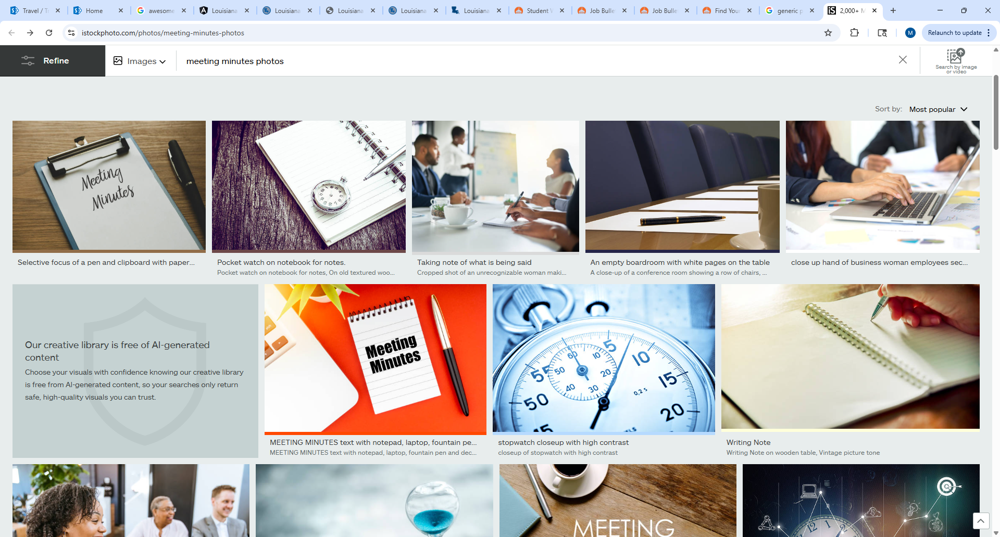 Travel / Tr
Home
awesome
Louisiana
Louisiana
Louisiana
Louisiana
Louisiana
Student
Job Bulle
Job Bulle
Find Your
generic p
iS 2,000+ M
istockphoto.com/photos/meeting-minutes-photos
M
Relaunch to update
Refine
Images
meeting minutes photos
Search by image
or video
Sort by: Most popular
Meeting
Minutes
Selective focus of a pen and clipboard with paper...
Pocket watch on notebook for notes.
Pocket watch on notebook for notes, On old textured woo...
Taking note of what is being said
Cropped shot of an unrecognizable woman maki...
An empty boardroom with white pages on the table
A close-up of a conference room showing a row of chairs, ...
close up hand of business woman employees sec...
Our creative library is free of AI-generated
content
Choose your visuals with confidence knowing our creative library
is free from AI-generated content, so your searches only return
safe, high-quality visuals you can trust.
Meeting
Minutes
MEETING MINUTES text with notepad, laptop, fountain pe...
MEETING MINUTES text with notepad, laptop, fountain pen and dec...
60
5
10
10
55
50
20
15
40
30
0,2 s
50
20
45
stopwatch closeup with high contrast
closeup of stopwatch with high contrast
Writing Note
Writing Note on wooden table, Vintage picture tone
MEETING
12
1
2